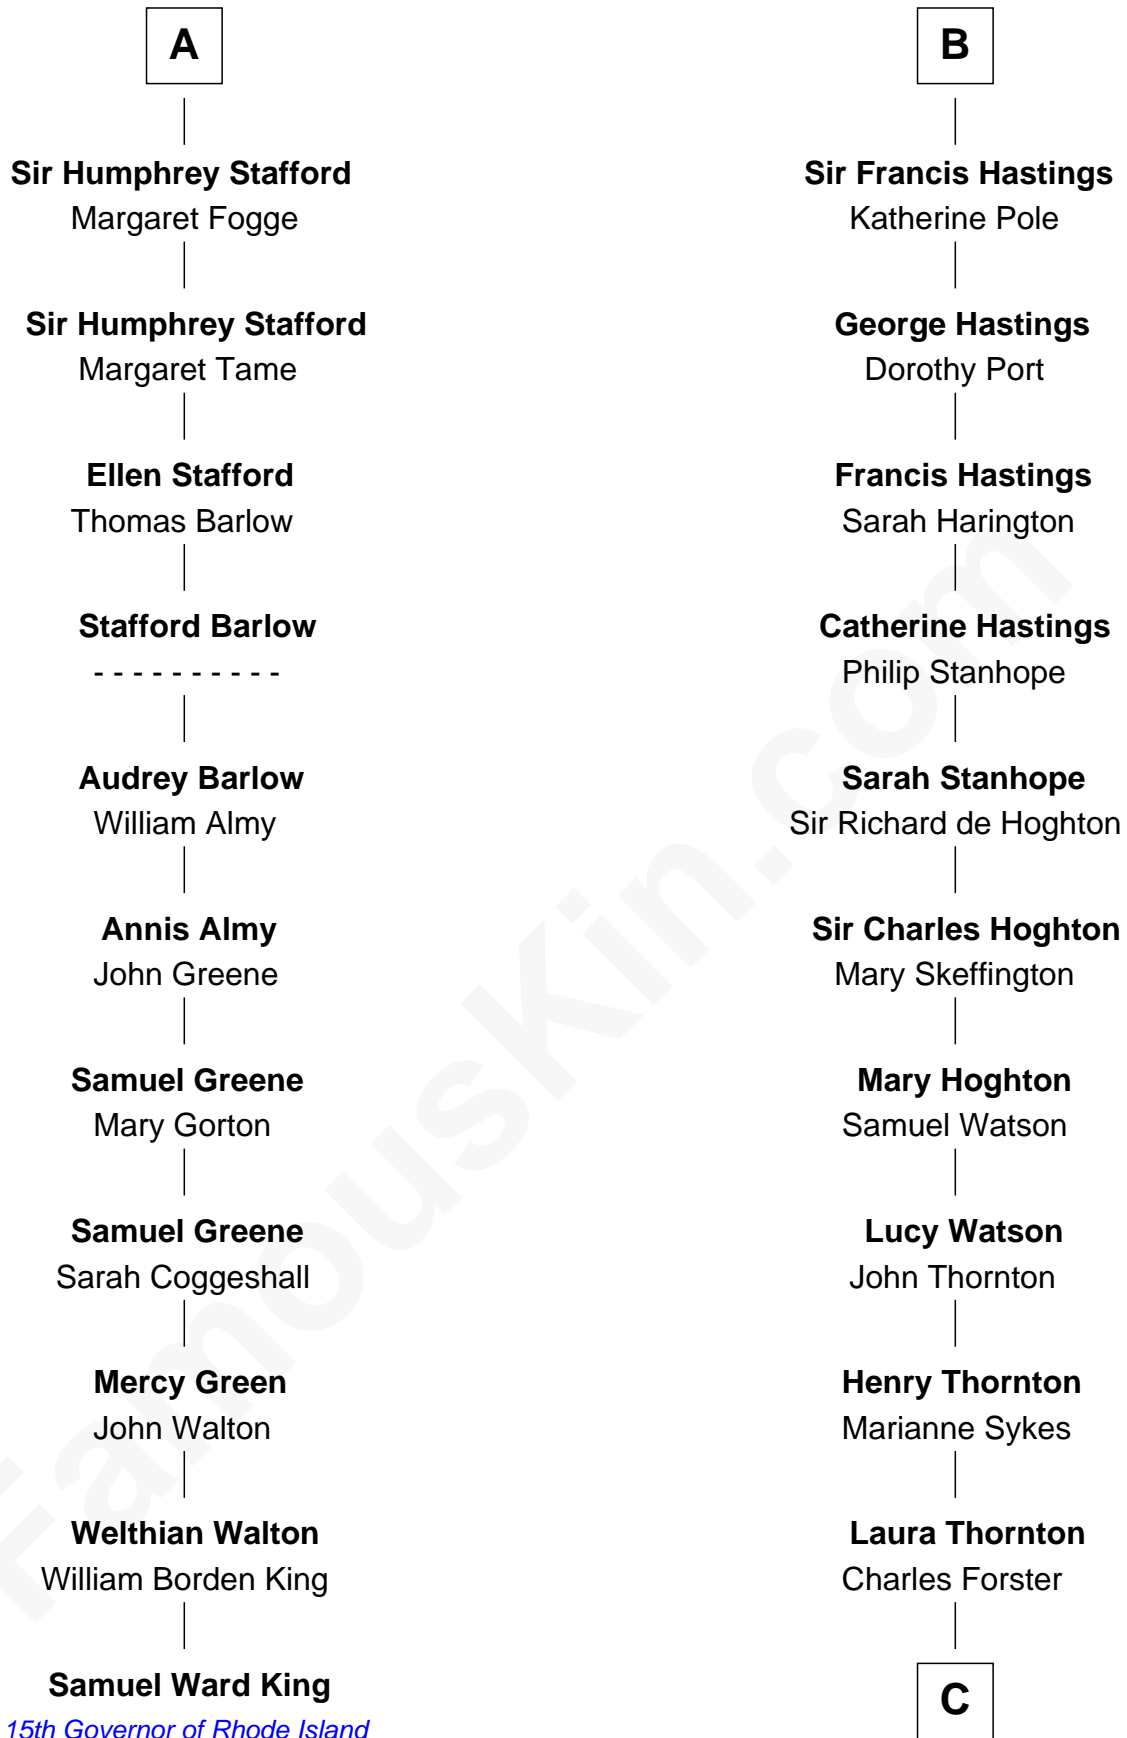 A
Sir Humphrey Stafford
Margaret Fogge
Sir Humphrey Stafford
Margaret Tame
Ellen Stafford
Thomas Barlow
Stafford Barlow
- - - - - - - - - -
Audrey Barlow
William Almy
Annis Almy
John Greene
Samuel Greene
Mary Gorton
Samuel Greene
Sarah Coggeshall
Mercy Green
John Walton
Welthian Walton
William Borden King
Samuel Ward King
15th Governor of Rhode Island
B
Sir Francis Hastings
Katherine Pole
George Hastings
Dorothy Port
Francis Hastings
Sarah Harington
Catherine Hastings
Philip Stanhope
Sarah Stanhope
Sir Richard de Hoghton
Sir Charles Hoghton
Mary Skeffington
Mary Hoghton
Samuel Watson
Lucy Watson
John Thornton
Henry Thornton
Marianne Sykes
Laura Thornton
Charles Forster
C
FamousKin.com